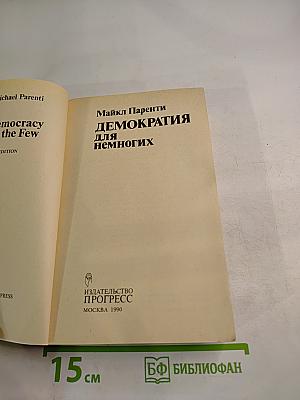 ichael Parenti
emocracy
the Few
EDITION
PRESS
Майкл Паренти
ДЕМОКРАТИЯ
для
немногих
ИЗДАТЕЛЬСТВО
ПРОГРЕСС
МОСКВА 1990
15 см
БФ БИБЛИОФАН